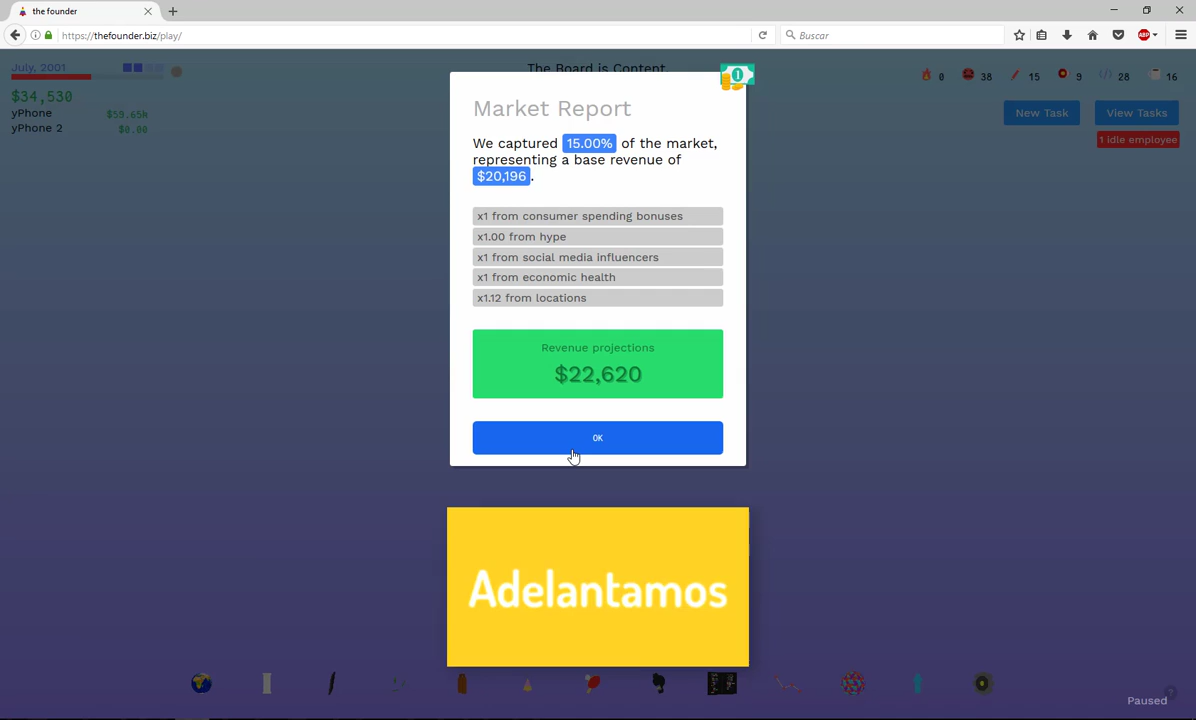 the founder
https://thefounder.biz/play/
Buscar
ABP
July, 2001
The Board is Content.
0 38 15 9 28 16
$34,530
yPhone $59.65k
yPhone 2 $0.00
New Task View Tasks
1 idle employee
Market Report
We captured 15.00% of the market,
representing a base revenue of
$20,196.
x1 from consumer spending bonuses
x1.00 from hype
x1 from social media influencers
x1 from economic health
x1.12 from locations
Revenue projections
$22,620
OK
Adelantamos
Paused
?